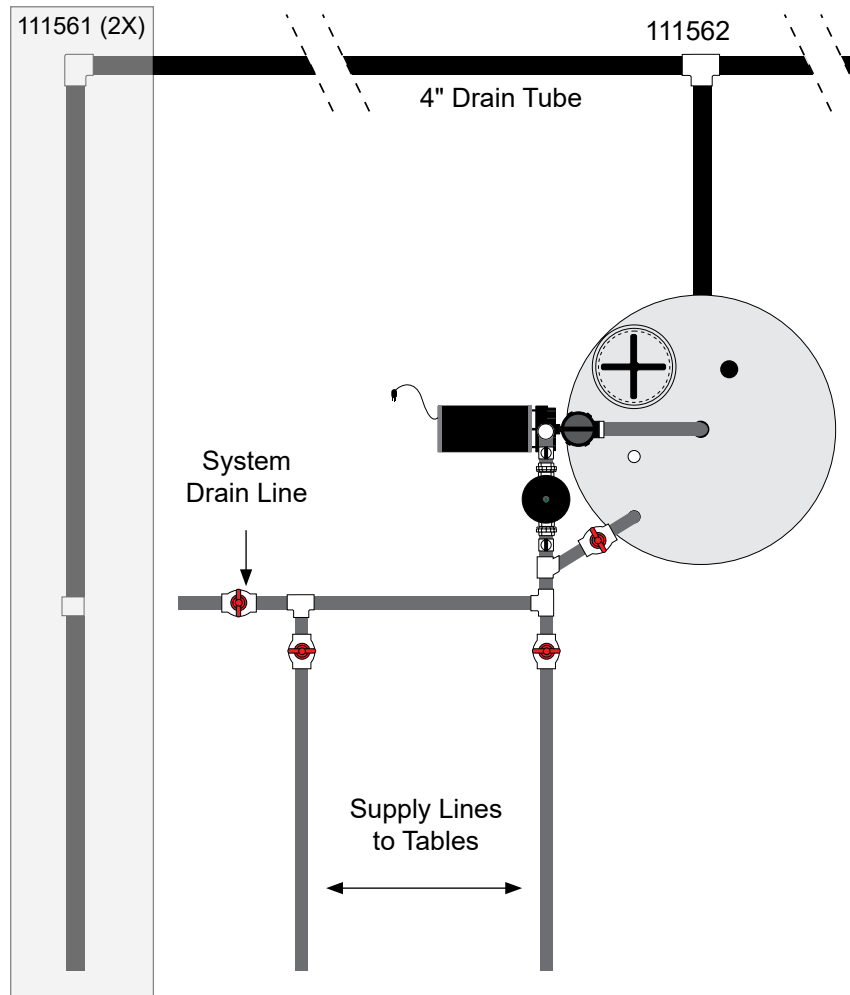 111561 (2X)
111562
4" Drain Tube
System
Drain Line
Supply Lines
to Tables